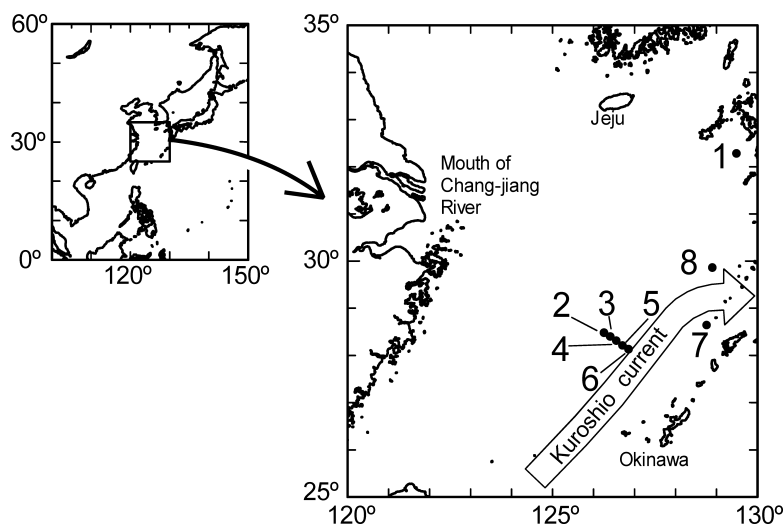 60º
30º
0º
120º
150º
35º
30º
25º
120º
125º
130º
Jeju
Mouth of
Chang-jiang
River
1
8
2
3
5
4
6
7
Kuroshio current
Okinawa